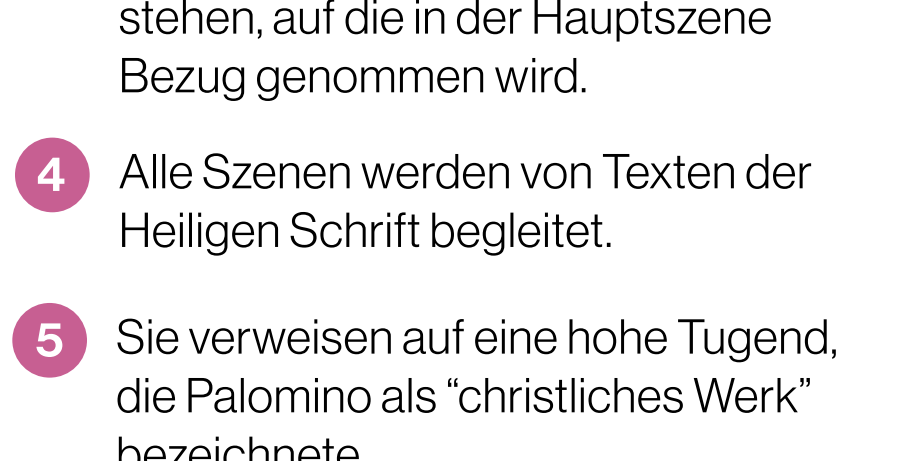 stehen, auf die in der Hauptszene
Bezug genommen wird.
4 Alle Szenen werden von Texten der
Heiligen Schrift begleitet.
5 Sie verweisen auf eine hohe Tugend,
die Palomino als “christliches Werk”
bezeichnete